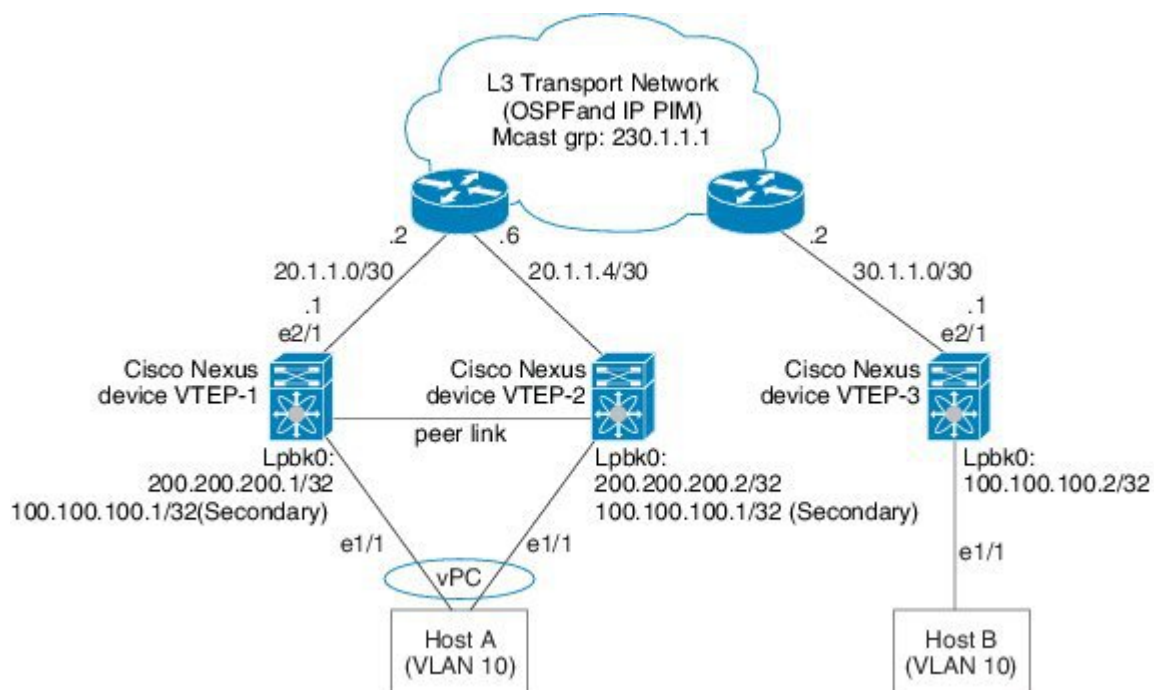 L3 Transport Network
(OSPFand IP PIM)
Mcast grp: 230.1.1.1
.2
.6
.2
20.1.1.0/30
20.1.1.4/30
30.1.1.0/30
.1
e2/1
.1
e2/1
Cisco Nexus
device VTEP-1
Cisco Nexus
device VTEP-2
Cisco Nexus
device VTEP-3
peer link
Lpbk0:
200.200.200.1/32
100.100.100.1/32(Secondary)
Lpbk0:
200.200.200.2/32
100.100.100.1/32 (Secondary)
Lpbk0:
100.100.100.2/32
e1/1
e1/1
e1/1
vPC
Host A
(VLAN 10)
Host B
(VLAN 10)